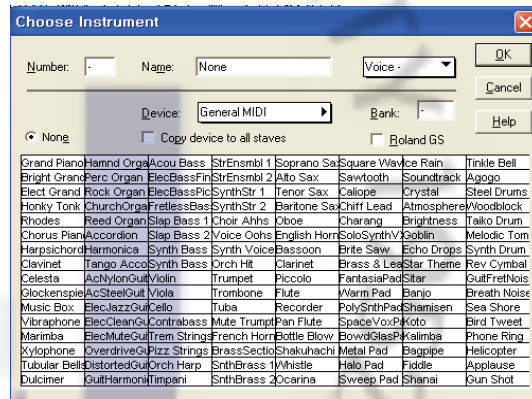 Choose Instrument
Number: - Name: None Voice - OK
Cancel
Device: General MIDI Bank: - Help
None Copy device to all staves Roland GS
Grand Piano Hamnd Orga Acou Bass StrEnsmbl 1 Soprano Sa Square Wav Ice Rain Tinkle Bell
Bright Grand Perc Organ ElecBassFin StrEnsmbl 2 Alto Sax Sawtooth Soundtrack Agogo
Elect Grand Rock Organ ElecBassPic SynthStr 1 Tenor Sax Caliope Crystal Steel Drums
Honky Tonk ChurchOrga FretlessBas SynthStr 2 Baritone Sa Chiff Lead Atmosphere Woodblock
Rhodes Reed Organ Slap Bass 1 Choir Ahhs Oboe Charang Brightness Taiko Drum
Chorus Pian Accordion Slap Bass 2 Voice Oohs English Horn SoloSynthVX Goblin Melodic Tom
Harpsichord Harmonica Synth Bass Synth Voice Bassoon Brite Saw Echo Drops Synth Drum
Clavinet Tango Acco Synth Bass Orch Hit Clarinet Brass & Lea Star Theme Rev Cymbal
Celesta AcNylonGuit Violin Trumpet Piccolo FantasiaPad Sitar GuitFretNois
Glockenspie AcSteelGuit Viola Trombone Flute Warm Pad Banjo Breath Noise
Music Box ElecJazzGui Cello Tuba Recorder PolySnthPad Shamisen Sea Shore
Vibraphone ElecCleanGu Contrabass Mute Trumpt Pan Flute SpaceVoxPa Koto Bird Tweet
Marimba ElecMuteGui Trem Strings French Horn Bottle Blow BowdGlasPa Kalimba Phone Ring
Xylophone OverdriveGu Pizz Strings BrassSectio Shakuhachi Metal Pad Bagpipe Helicopter
Tubular Bells DistortedGui Orch Harp SnthBrass 1 Whistle Halo Pad Fiddle Applause
Dulcimer GuitHarmoni Timpani SnthBrass 2 Ocarina Sweep Pad Shanai Gun Shot